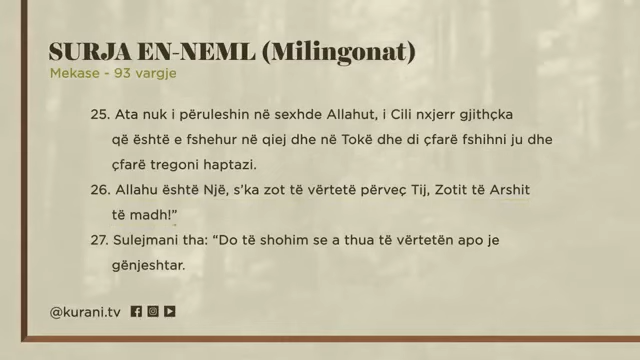 SURJA EN-NEML (Milingonat)
Mekase - 93 vargje
25. Ata nuk i përuleshin në sexhde Allahut, i Cili nxjerr gjithçka
që është e fshehur në qiej dhe në Tokë dhe di çfarë fshihni ju dhe
çfarë tregoni haptazi.
26. Allahu është Një, s'ka zot të vërtetë përveç Tij, Zotit të Arshit
të madh!”
27. Sulejmani tha: “Do të shohim se a thua të vërtetën apo je
gënjeshtar.
@kurani.tv